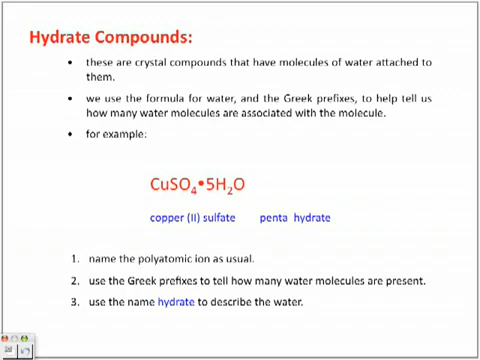 Hydrate Compounds:
• these are crystal compounds that have molecules of water attached to
them.
• we use the formula for water, and the Greek prefixes, to help tell us
how many water molecules are associated with the molecule.
• for example:
CuSO₄•5H₂O
copper (II) sulfate penta hydrate
1. name the polyatomic ion as usual.
2. use the Greek prefixes to tell how many water molecules are present.
3. use the name hydrate to describe the water.